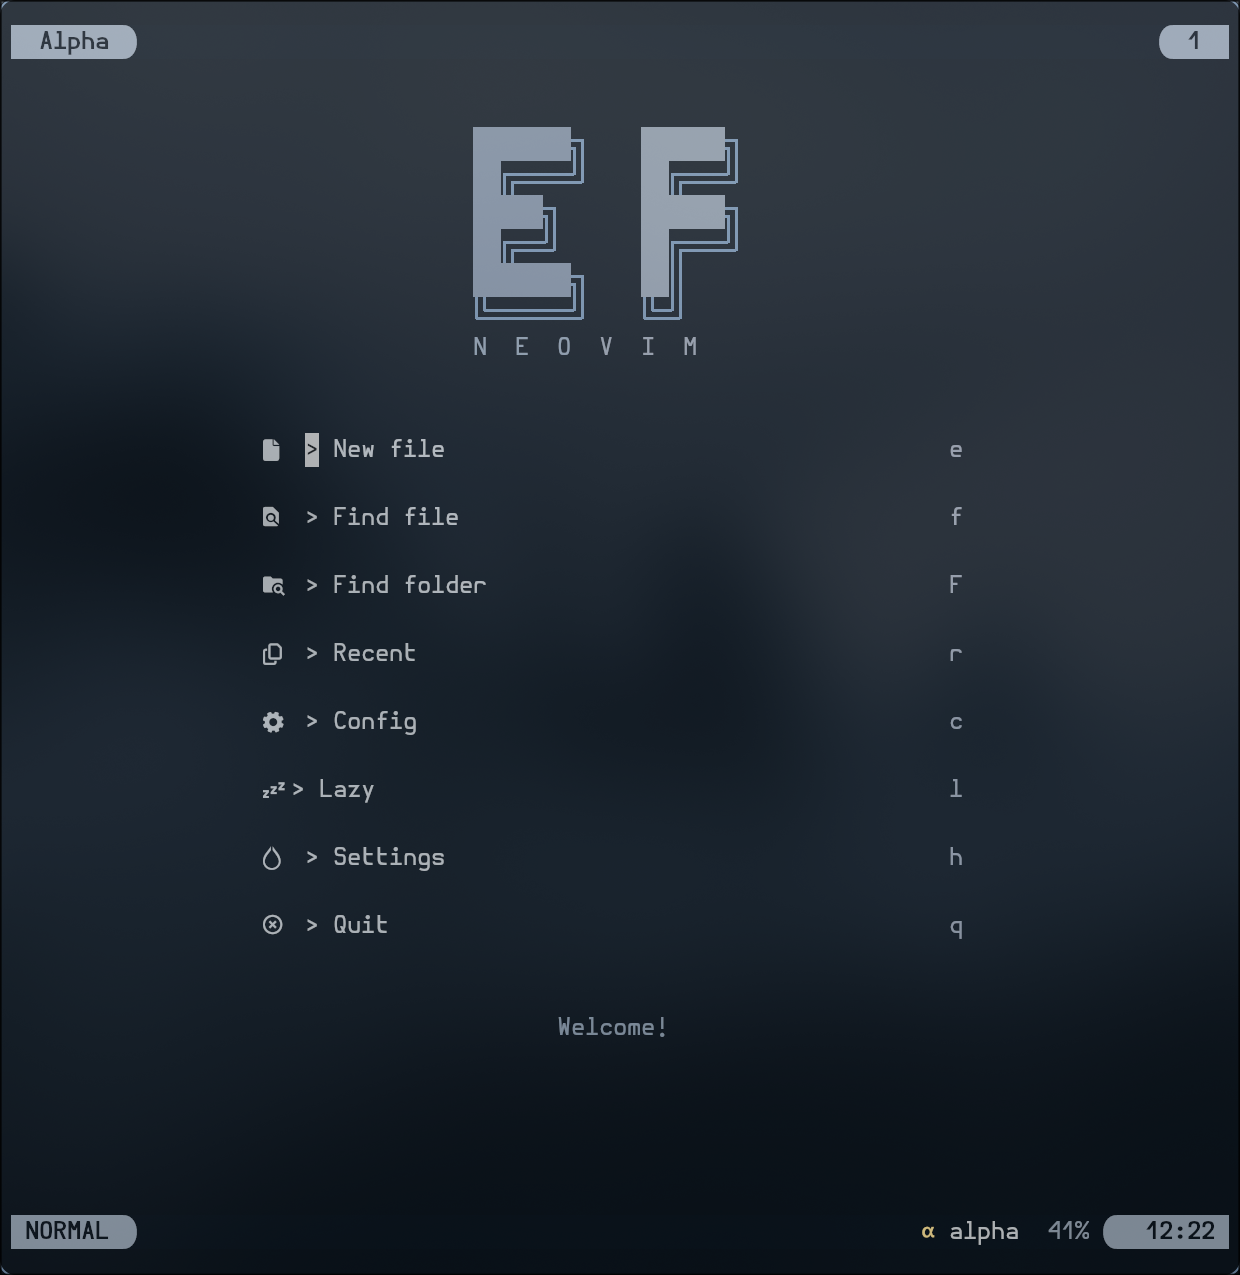 Alpha 1
EF
N E O V I M
> New file e
> Find file f
> Find folder F
> Recent r
> Config c
zzz > Lazy l
> Settings h
> Quit q
Welcome!
NORMAL α alpha 41% 12:22